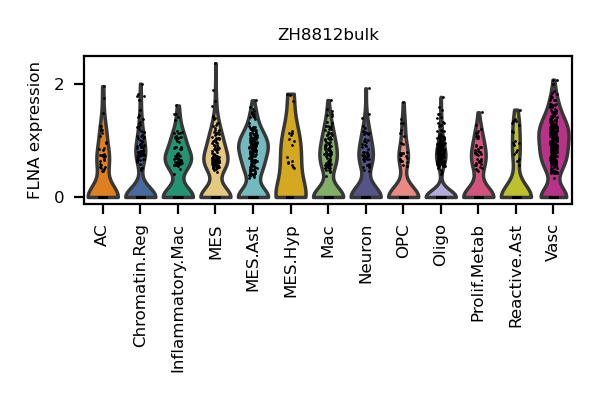 ZH8812bulk
FLNA expression
2
0
AC
Chromatin.Reg
Inflammatory.Mac
MES
MES.Ast
MES.Hyp
Mac
Neuron
OPC
Oligo
Prolif.Metab
Reactive.Ast
Vasc